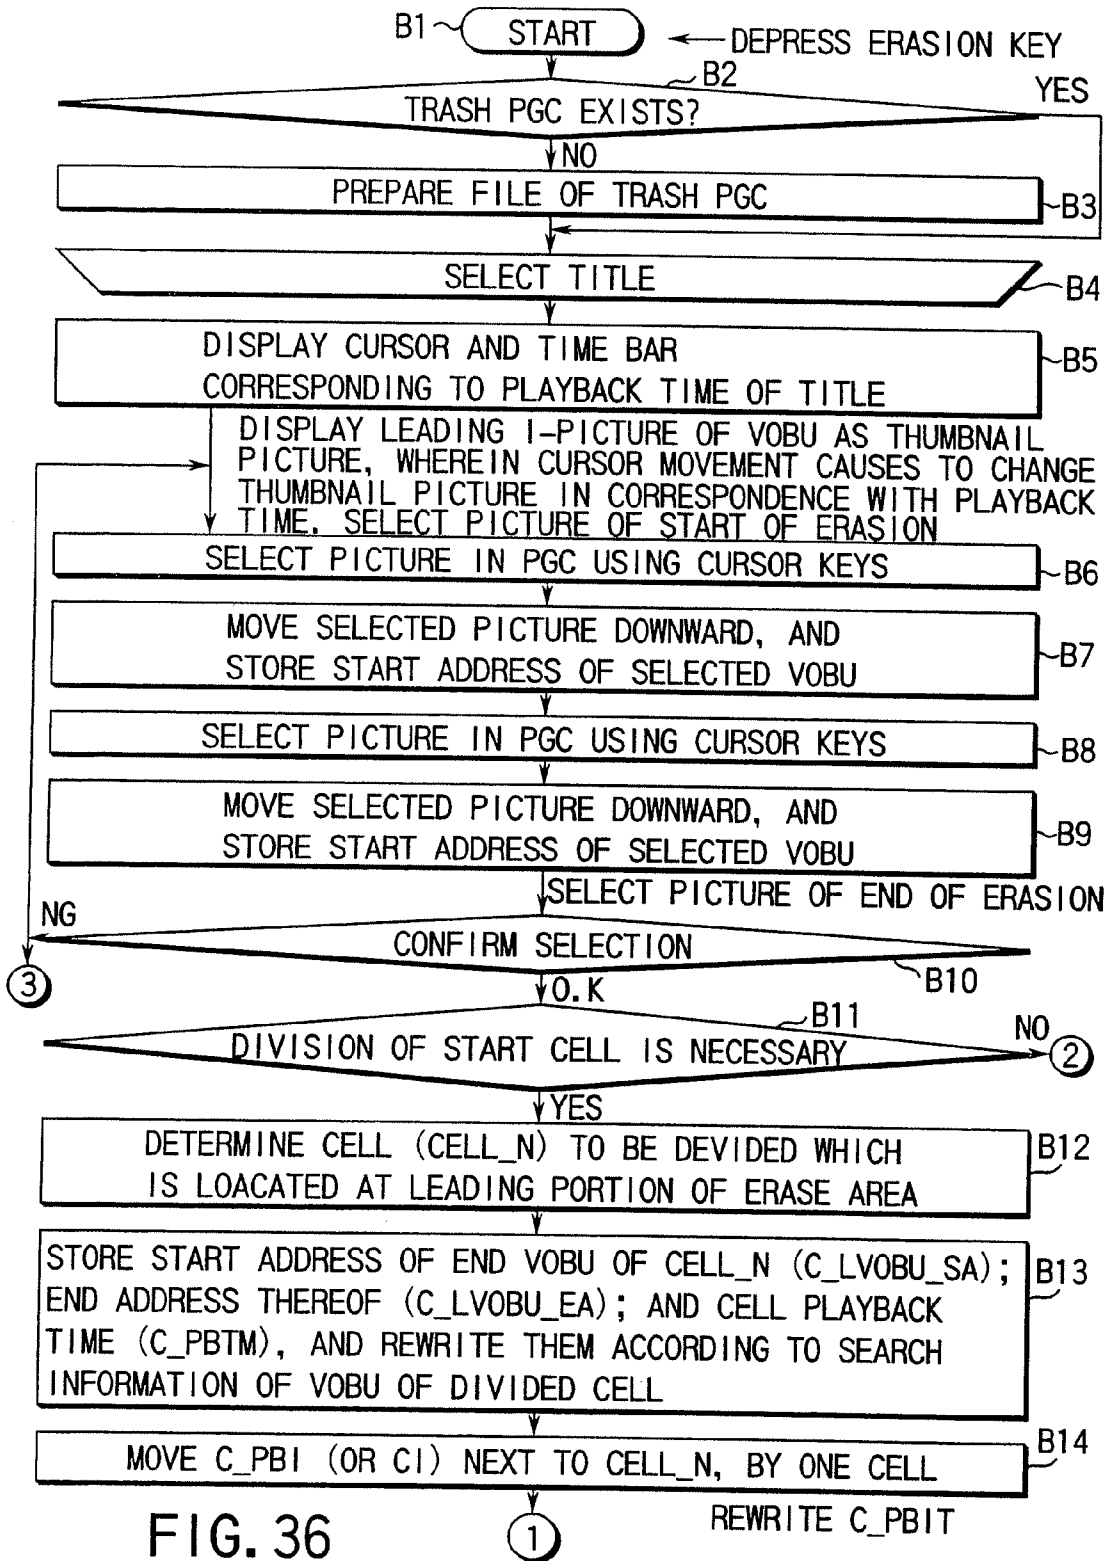 B1
START
DEPRESS ERASION KEY
B2
YES
TRASH PGC EXISTS?
NO
PREPARE FILE OF TRASH PGC
B3
SELECT TITLE
B4
DISPLAY CURSOR AND TIME BAR
CORRESPONDING TO PLAYBACK TIME OF TITLE
B5
DISPLAY LEADING I-PICTURE OF VOBU AS THUMBNAIL
PICTURE, WHEREIN CURSOR MOVEMENT CAUSES TO CHANGE
THUMBNAIL PICTURE IN CORRESPONDENCE WITH PLAYBACK
TIME. SELECT PICTURE OF START OF ERASION
SELECT PICTURE IN PGC USING CURSOR KEYS
B6
MOVE SELECTED PICTURE DOWNWARD, AND
STORE START ADDRESS OF SELECTED VOBU
B7
SELECT PICTURE IN PGC USING CURSOR KEYS
B8
MOVE SELECTED PICTURE DOWNWARD, AND
STORE START ADDRESS OF SELECTED VOBU
B9
SELECT PICTURE OF END OF ERASION
NG
CONFIRM SELECTION
3
B10
O.K
B11
NO
DIVISION OF START CELL IS NECESSARY
2
YES
DETERMINE CELL (CELL_N) TO BE DEVIDED WHICH
IS LOACATED AT LEADING PORTION OF ERASE AREA
B12
STORE START ADDRESS OF END VOBU OF CELL_N (C_LVOBU_SA);
END ADDRESS THEREOF (C_LVOBU_EA); AND CELL PLAYBACK
TIME (C_PBTM), AND REWRITE THEM ACCORDING TO SEARCH
INFORMATION OF VOBU OF DIVIDED CELL
B13
MOVE C_PBI (OR CI) NEXT TO CELL_N, BY ONE CELL
B14
REWRITE C_PBIT
1
FIG. 36